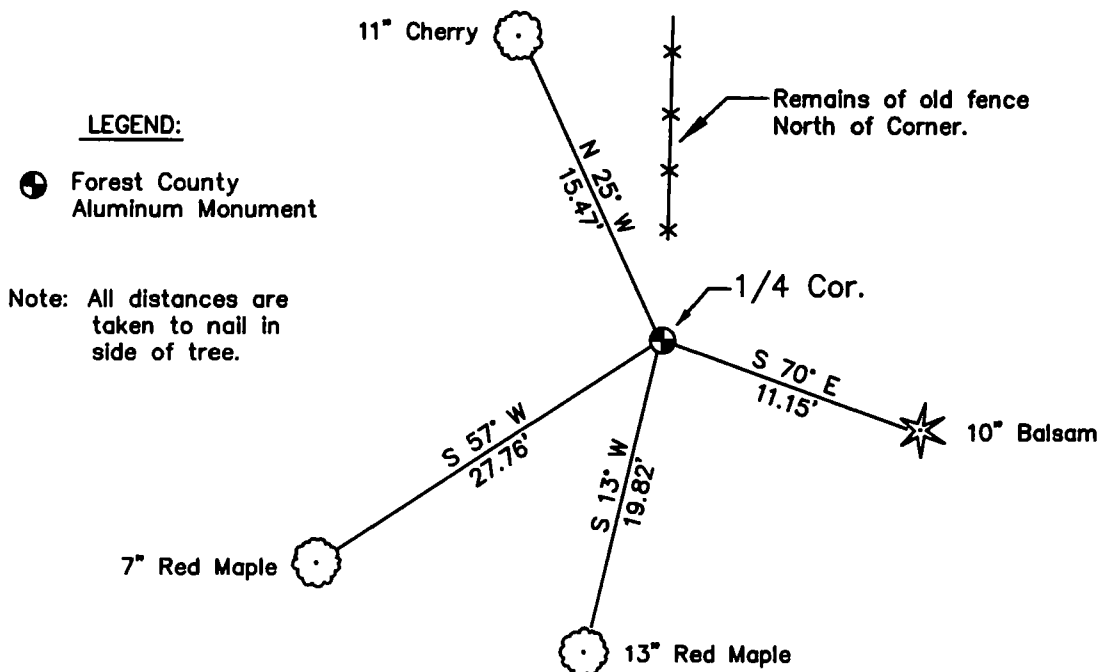 11" Cherry
Remains of old fence
North of Corner.
LEGEND:
Forest County
Aluminum Monument
N 25° W
15.47'
1/4 Cor.
Note: All distances are
taken to nail in
side of tree.
S 70° E
11.15'
10" Balsam
S 57° W
27.76'
S 13° W
19.82'
7" Red Maple
13" Red Maple